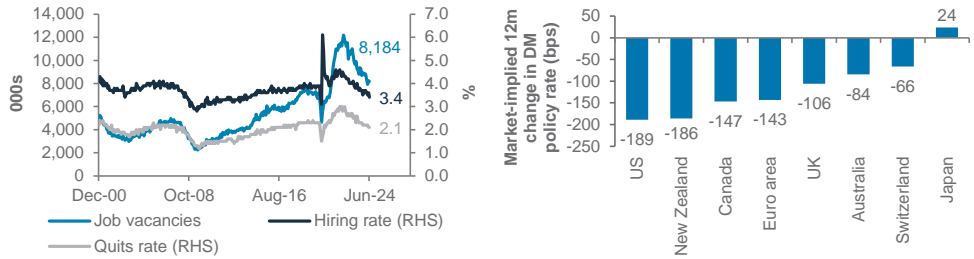 14,000
12,000
10,000
8,000
6,000
4,000
2,000
0
000s
7.0
6.0
5.0
4.0
3.0
2.0
1.0
0.0
%
8,184
3.4
2.1
Dec-00
Oct-08
Aug-16
Jun-24
Job vacancies
Hiring rate (RHS)
Quits rate (RHS)
Market-implied 12m
change in DM
policy rate (bps)
50
0
-50
-100
-150
-200
-250
-189
-186
-147
-143
-106
-84
-66
24
US
New Zealand
Canada
Euro area
UK
Australia
Switzerland
Japan